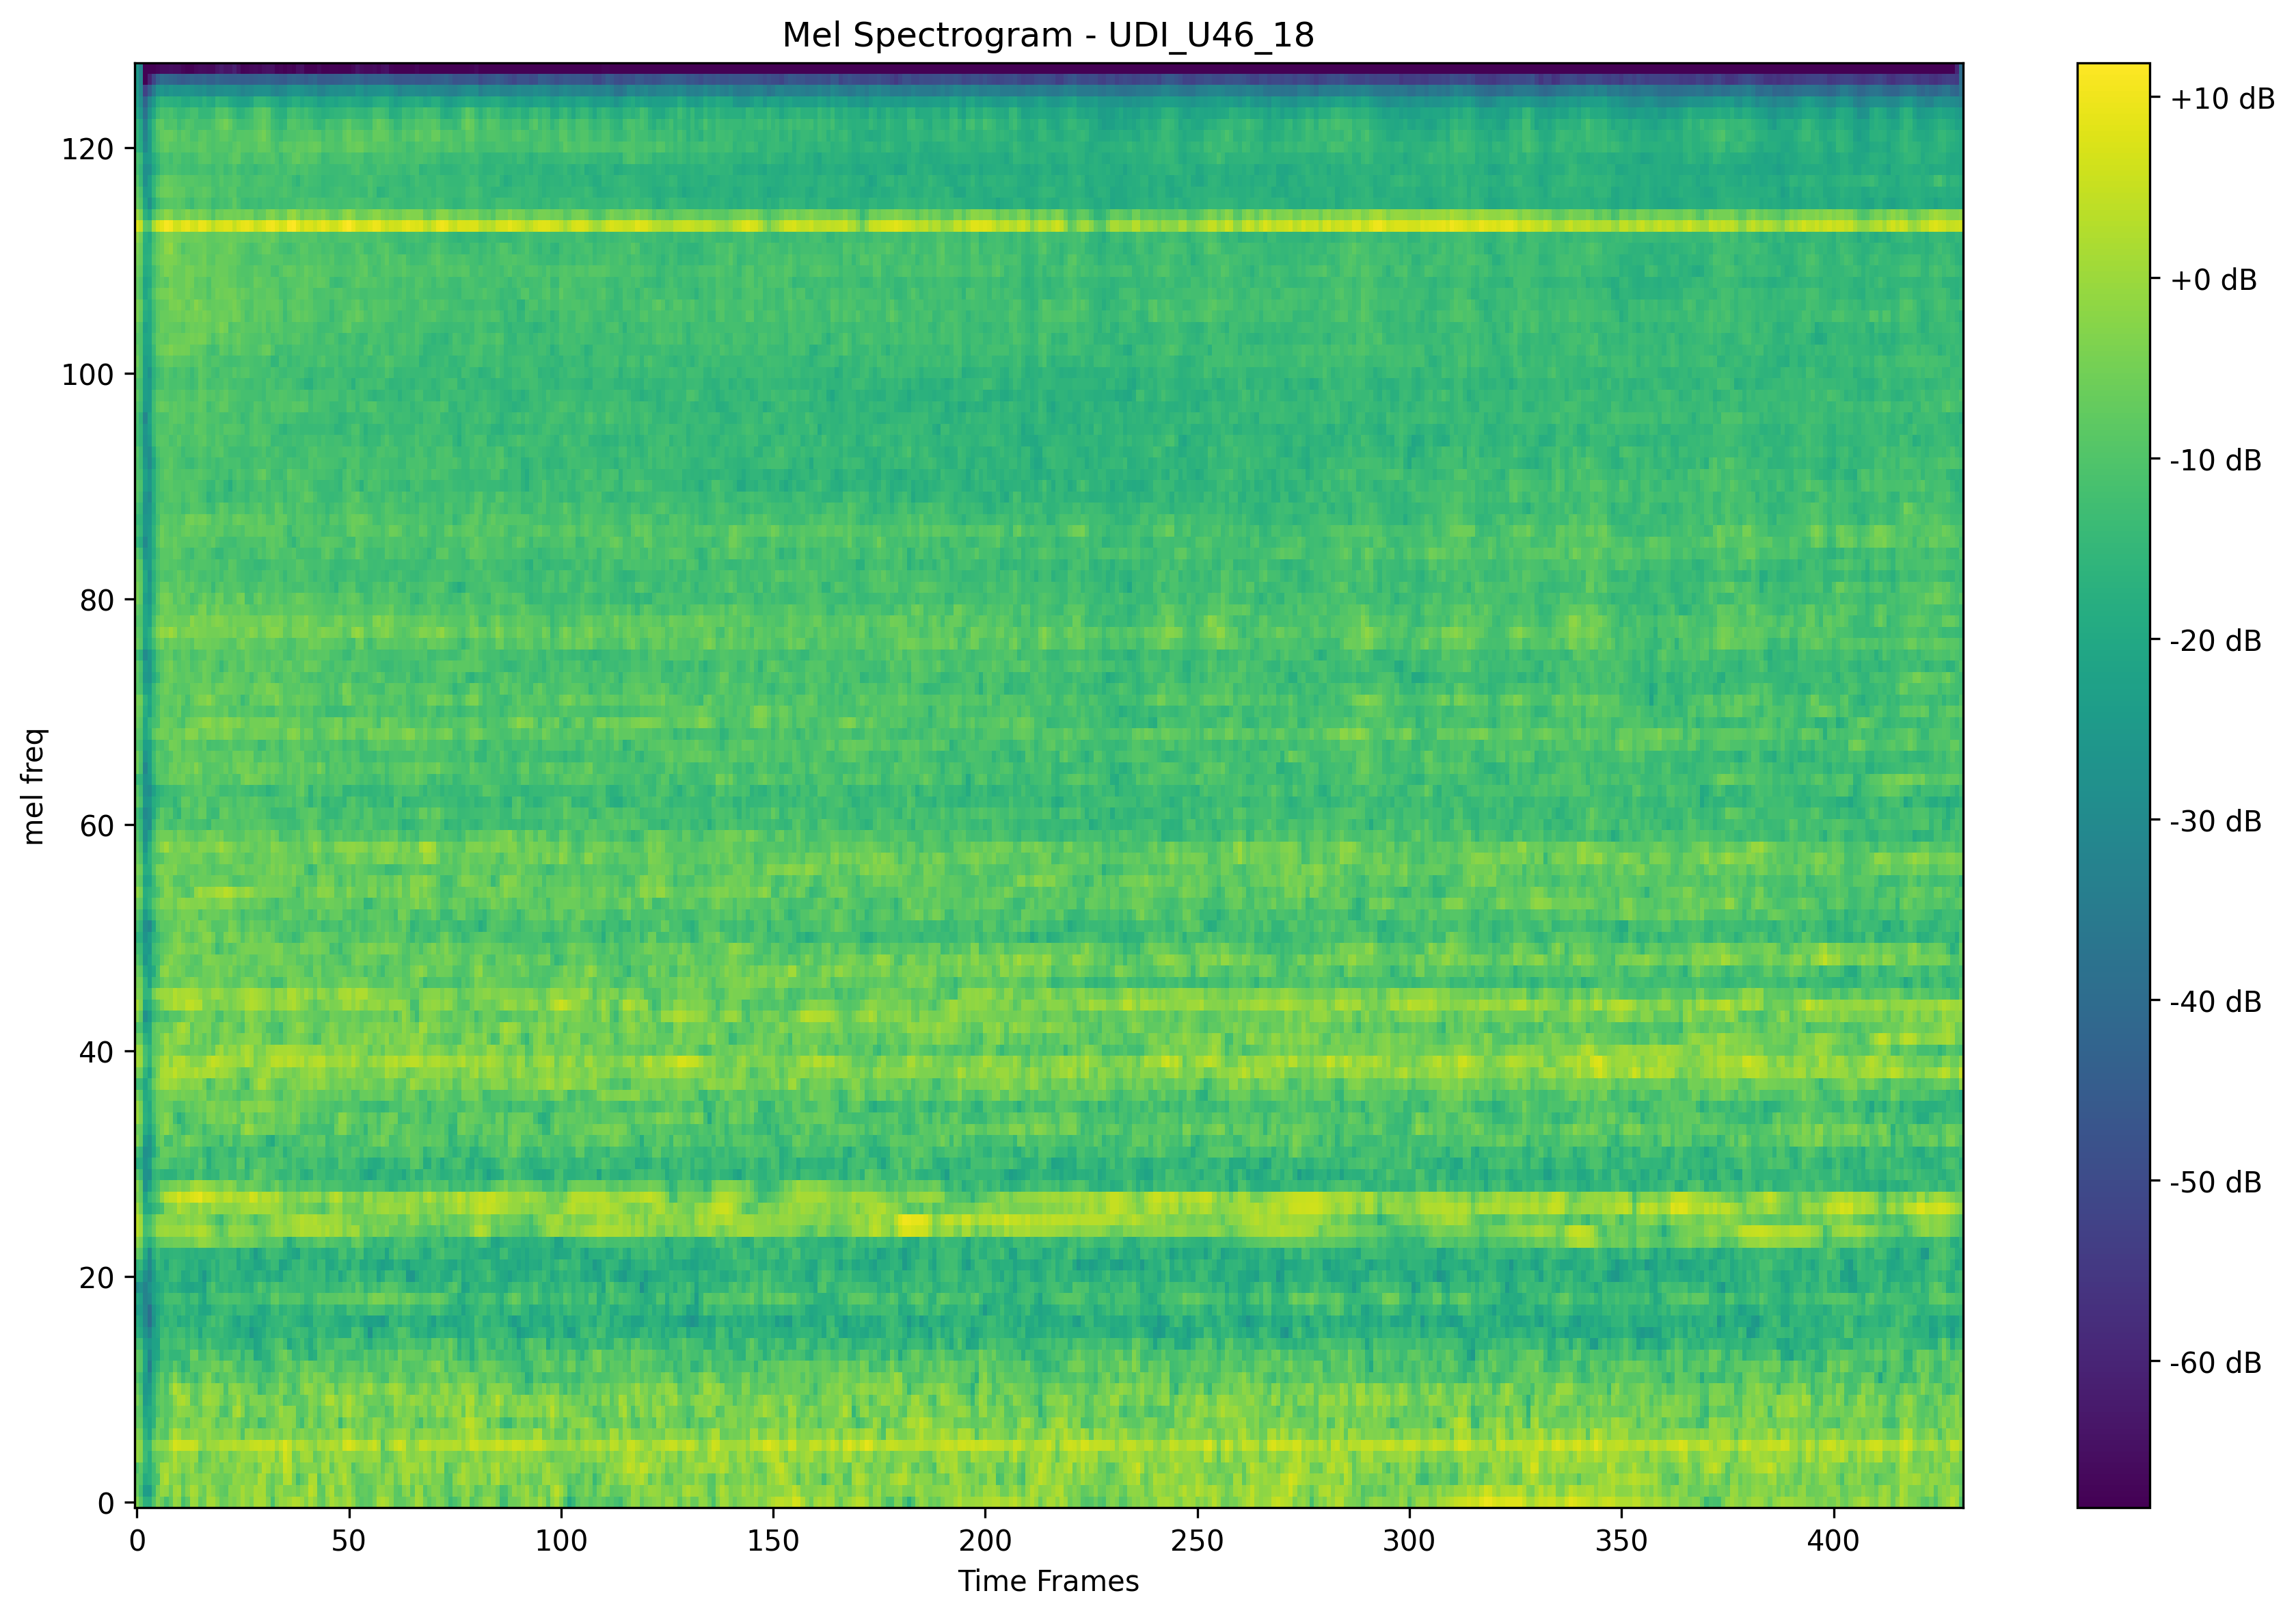 Mel Spectrogram - UDI_U46_18
mel freq
120
100
80
60
40
20
0
0 50 100 150 200 250 300 350 400
Time Frames
+10 dB
+0 dB
-10 dB
-20 dB
-30 dB
-40 dB
-50 dB
-60 dB